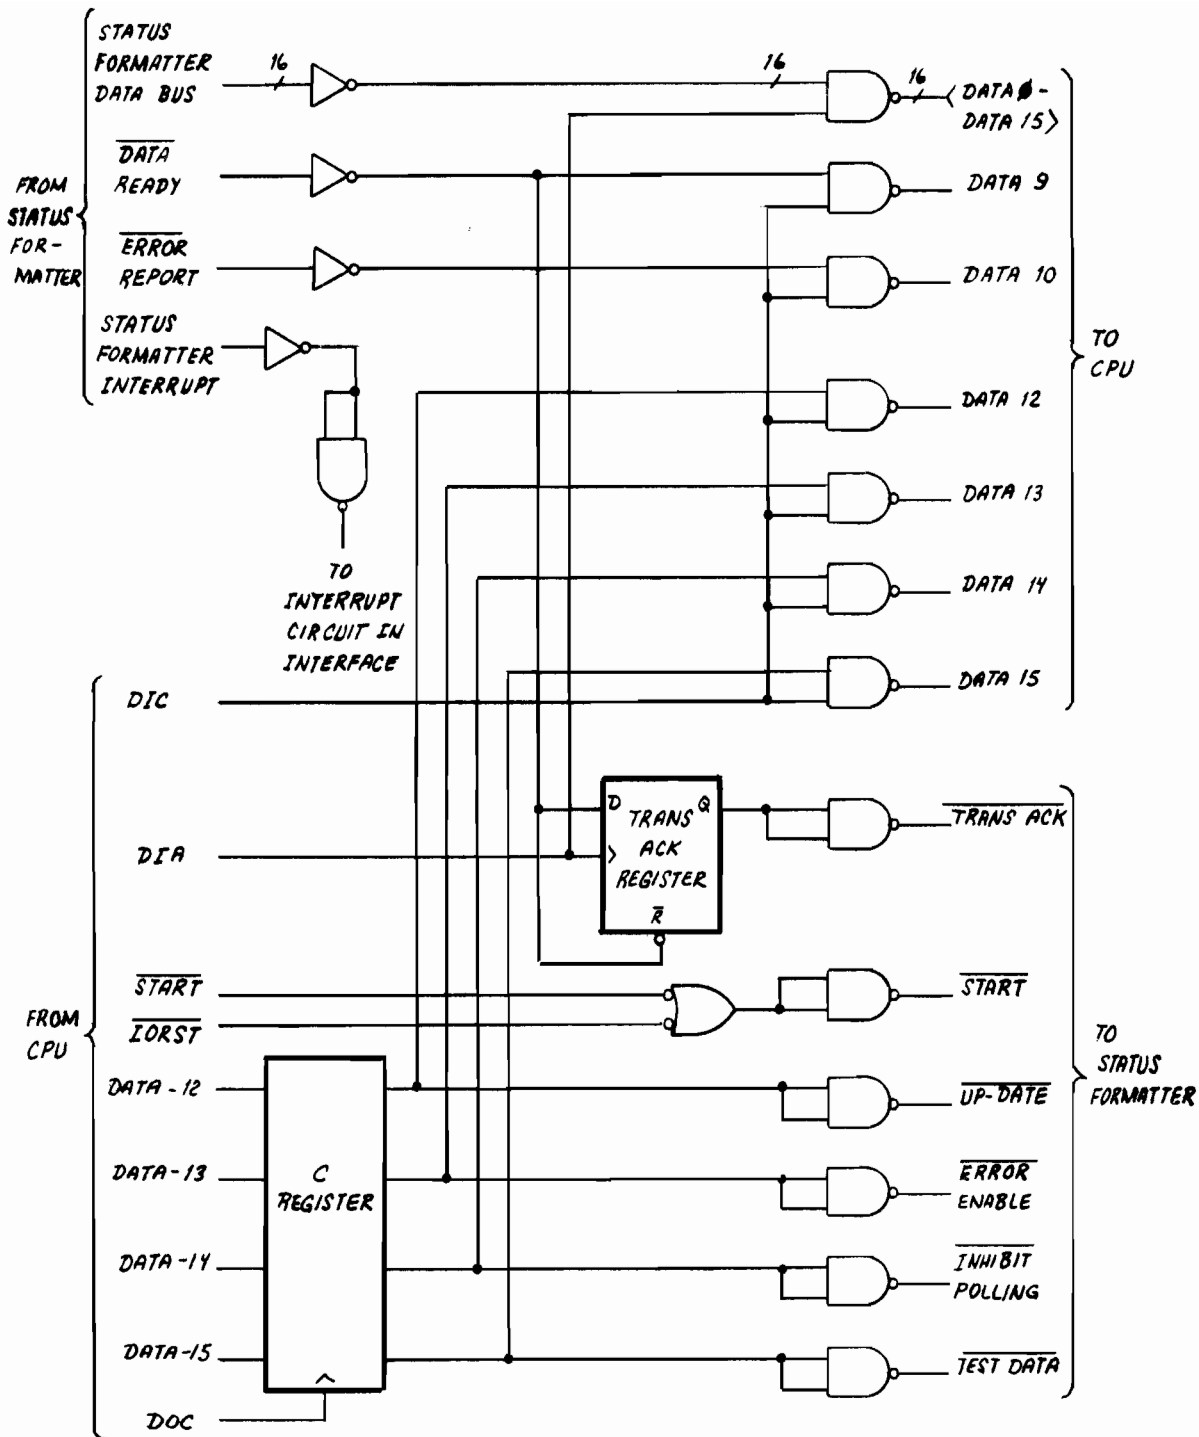 STATUS
FORMATTER
DATA BUS
16
16
16
⟨DATA0-
DATA 15⟩
DATA
READY
DATA 9
FROM
STATUS
FOR-
MATTER
ERROR
REPORT
DATA 10
STATUS
FORMATTER
INTERRUPT
TO
CPU
DATA 12
DATA 13
TO
INTERRUPT
CIRCUIT IN
INTERFACE
DATA 14
DATA 15
DIC
D
TRANS
ACK
REGISTER
Q
R
TRANS ACK
DIA
START
IORST
START
FROM
CPU
TO
STATUS
FORMATTER
DATA-12
DATA-13
DATA-14
DATA-15
C
REGISTER
UP-DATE
ERROR
ENABLE
INHIBIT
POLLING
TEST DATA
DOC